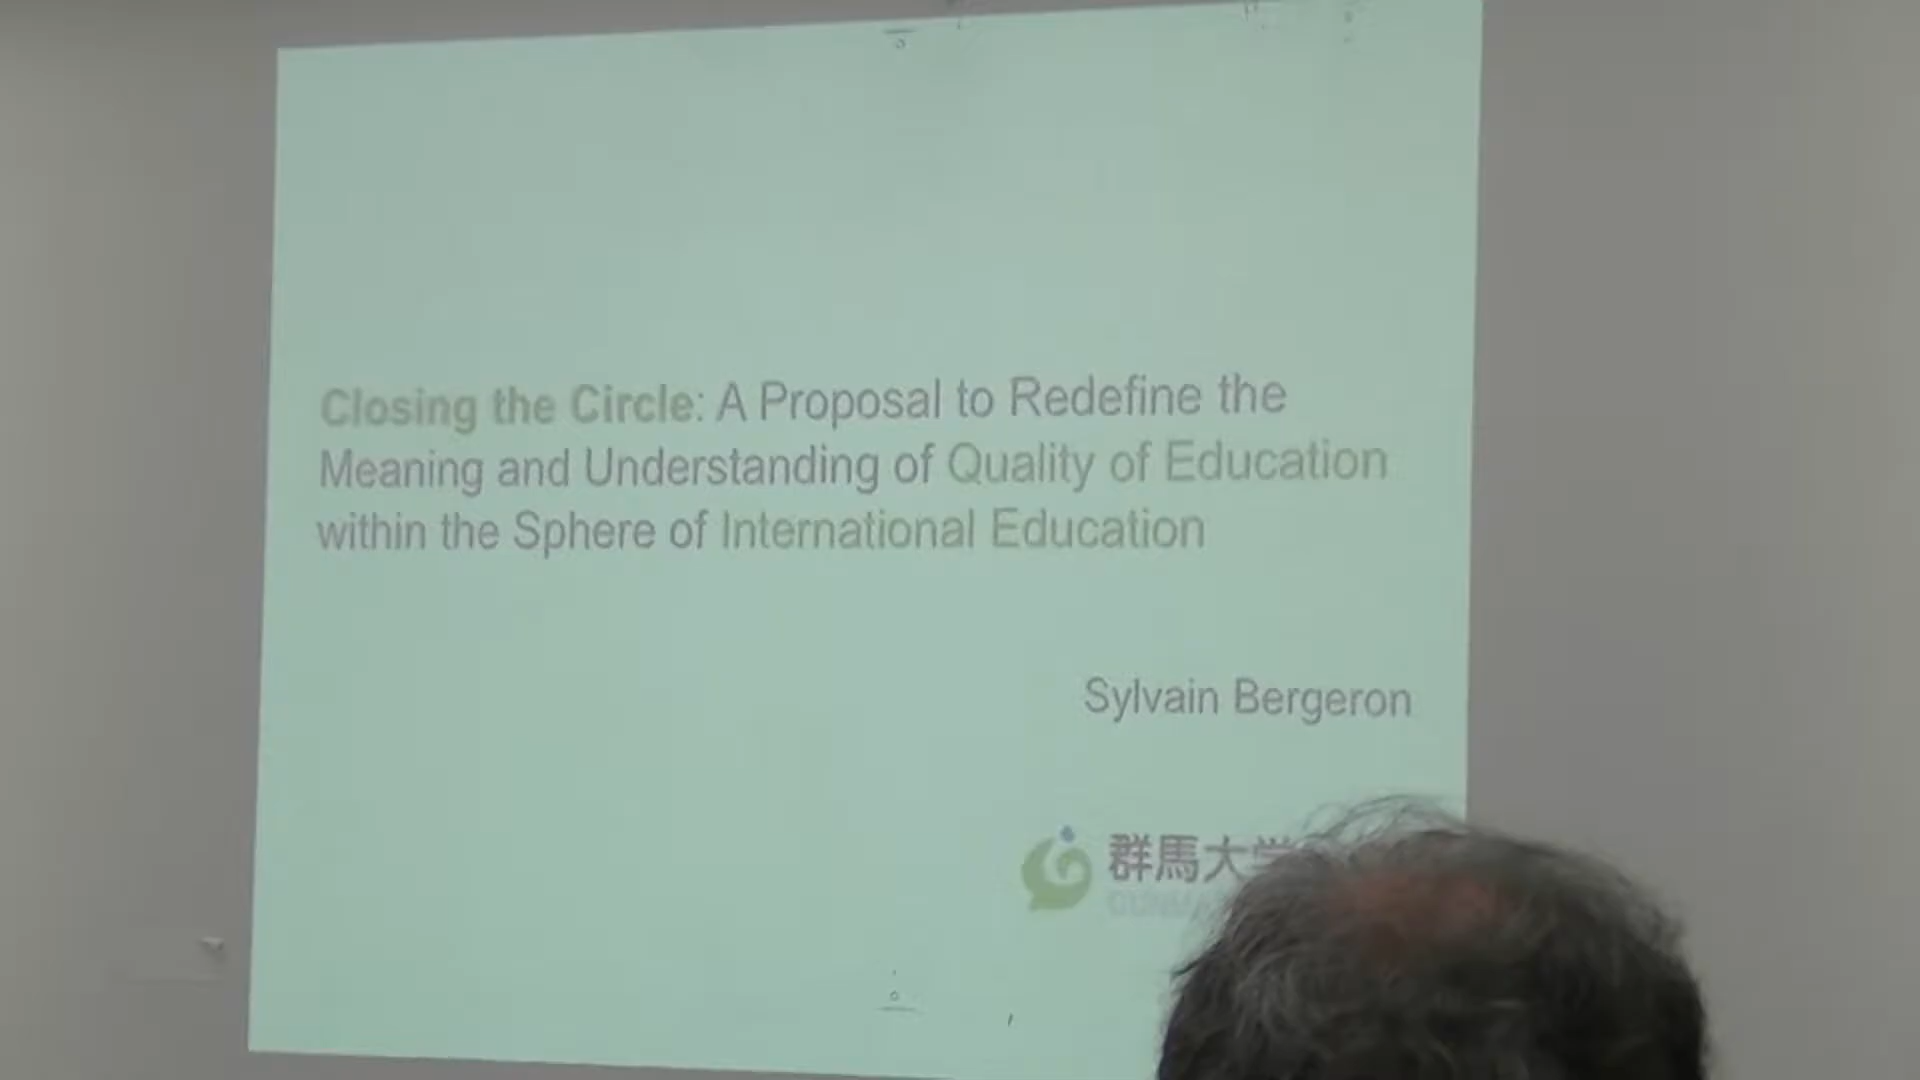 Closing the Circle: A Proposal to Redefine the
Meaning and Understanding of Quality of Education
within the Sphere of International Education
Sylvain Bergeron
群馬大学